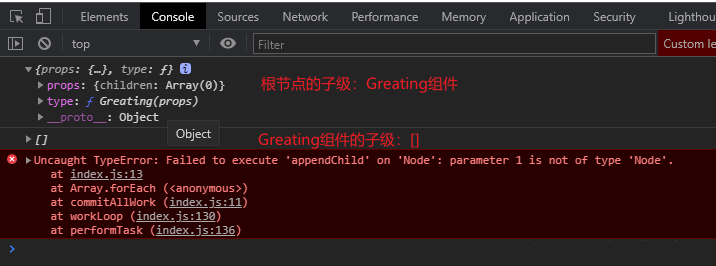 Elements Console Sources Network Performance Application Security Lighthou
top Filter Custom le
▼{props: {…}, type: ƒ} i
▶ props: {children: Array(0)} 根节点的子级：Greating组件
▶ type: ƒ Greating(props)
▶ __proto__: Object
Object
▶ [] Greating组件的子级：[]
▶Uncaught TypeError: Failed to execute 'appendChild' on 'Node': parameter 1 is not of type 'Node'.
at index.js:13
at Array.forEach (<anonymous>)
at commitAllWork (index.js:11)
at workLoop (index.js:130)
at performTask (index.js:136)